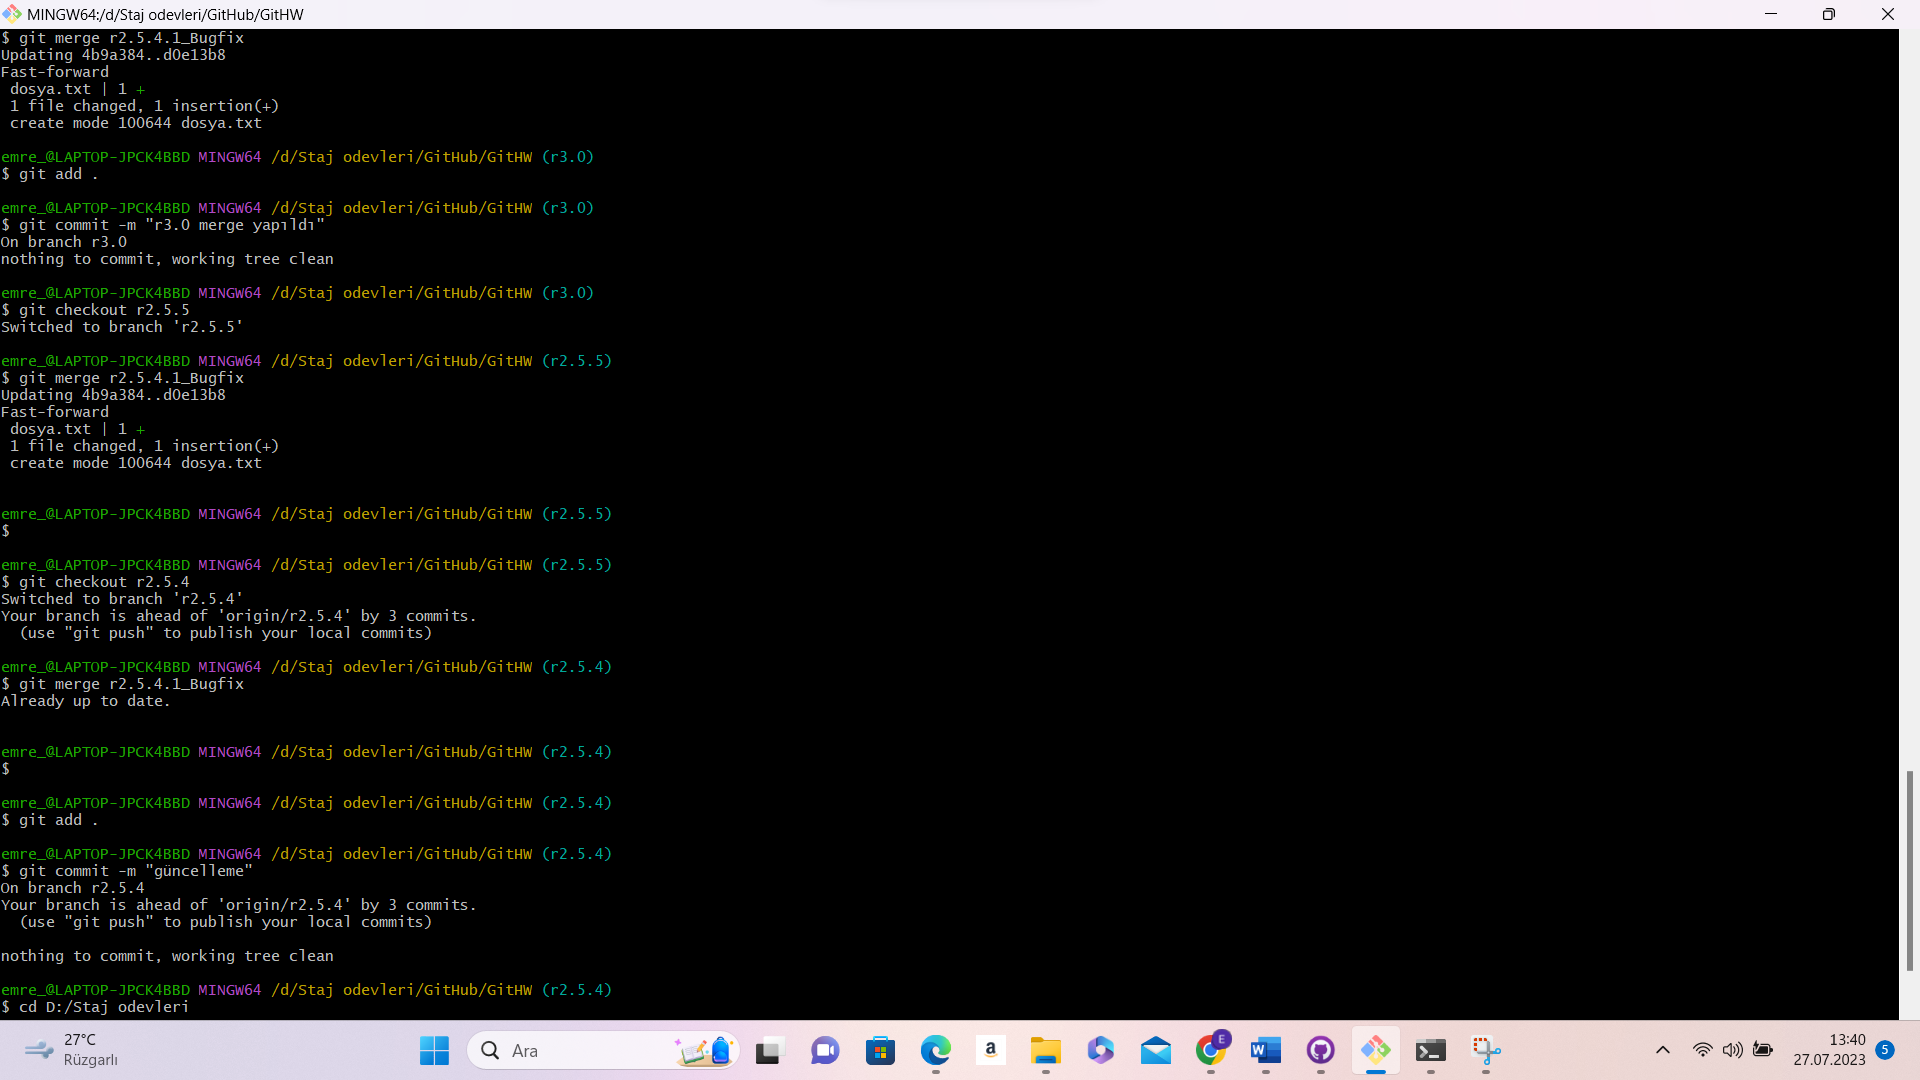 MINGW64:/d/Staj odevleri/GitHub/GitHW
$ git merge r2.5.4.1_Bugfix
Updating 4b9a384..d0e13b8
Fast-forward
 dosya.txt | 1 +
 1 file changed, 1 insertion(+)
 create mode 100644 dosya.txt
emre_@LAPTOP-JPCK4BBD MINGW64 /d/Staj odevleri/GitHub/GitHW (r3.0)
$ git add .
emre_@LAPTOP-JPCK4BBD MINGW64 /d/Staj odevleri/GitHub/GitHW (r3.0)
$ git commit -m "r3.0 merge yapıldı"
On branch r3.0
nothing to commit, working tree clean
emre_@LAPTOP-JPCK4BBD MINGW64 /d/Staj odevleri/GitHub/GitHW (r3.0)
$ git checkout r2.5.5
Switched to branch 'r2.5.5'
emre_@LAPTOP-JPCK4BBD MINGW64 /d/Staj odevleri/GitHub/GitHW (r2.5.5)
$ git merge r2.5.4.1_Bugfix
Updating 4b9a384..d0e13b8
Fast-forward
 dosya.txt | 1 +
 1 file changed, 1 insertion(+)
 create mode 100644 dosya.txt
emre_@LAPTOP-JPCK4BBD MINGW64 /d/Staj odevleri/GitHub/GitHW (r2.5.5)
$
emre_@LAPTOP-JPCK4BBD MINGW64 /d/Staj odevleri/GitHub/GitHW (r2.5.5)
$ git checkout r2.5.4
Switched to branch 'r2.5.4'
Your branch is ahead of 'origin/r2.5.4' by 3 commits.
  (use "git push" to publish your local commits)
emre_@LAPTOP-JPCK4BBD MINGW64 /d/Staj odevleri/GitHub/GitHW (r2.5.4)
$ git merge r2.5.4.1_Bugfix
Already up to date.
emre_@LAPTOP-JPCK4BBD MINGW64 /d/Staj odevleri/GitHub/GitHW (r2.5.4)
$
emre_@LAPTOP-JPCK4BBD MINGW64 /d/Staj odevleri/GitHub/GitHW (r2.5.4)
$ git add .
emre_@LAPTOP-JPCK4BBD MINGW64 /d/Staj odevleri/GitHub/GitHW (r2.5.4)
$ git commit -m "güncelleme"
On branch r2.5.4
Your branch is ahead of 'origin/r2.5.4' by 3 commits.
  (use "git push" to publish your local commits)
nothing to commit, working tree clean
emre_@LAPTOP-JPCK4BBD MINGW64 /d/Staj odevleri/GitHub/GitHW (r2.5.4)
$ cd D:/Staj odevleri
27°C
Rüzgarlı
Ara
a
E
W
13:40
27.07.2023
5